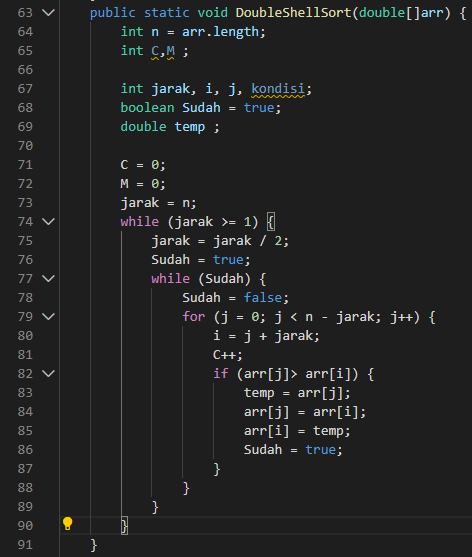 63 public static void DoubleShellSort(double[]arr) {
64 int n = arr.length;
65 int C,M ;
66
67 int jarak, i, j, kondisi;
68 boolean Sudah = true;
69 double temp ;
70
71 C = 0;
72 M = 0;
73 jarak = n;
74 while (jarak >= 1) {
75 jarak = jarak / 2;
76 Sudah = true;
77 while (Sudah) {
78 Sudah = false;
79 for (j = 0; j < n - jarak; j++) {
80 i = j + jarak;
81 C++;
82 if (arr[j]> arr[i]) {
83 temp = arr[j];
84 arr[j] = arr[i];
85 arr[i] = temp;
86 Sudah = true;
87 }
88 }
89 }
90 }
91 }